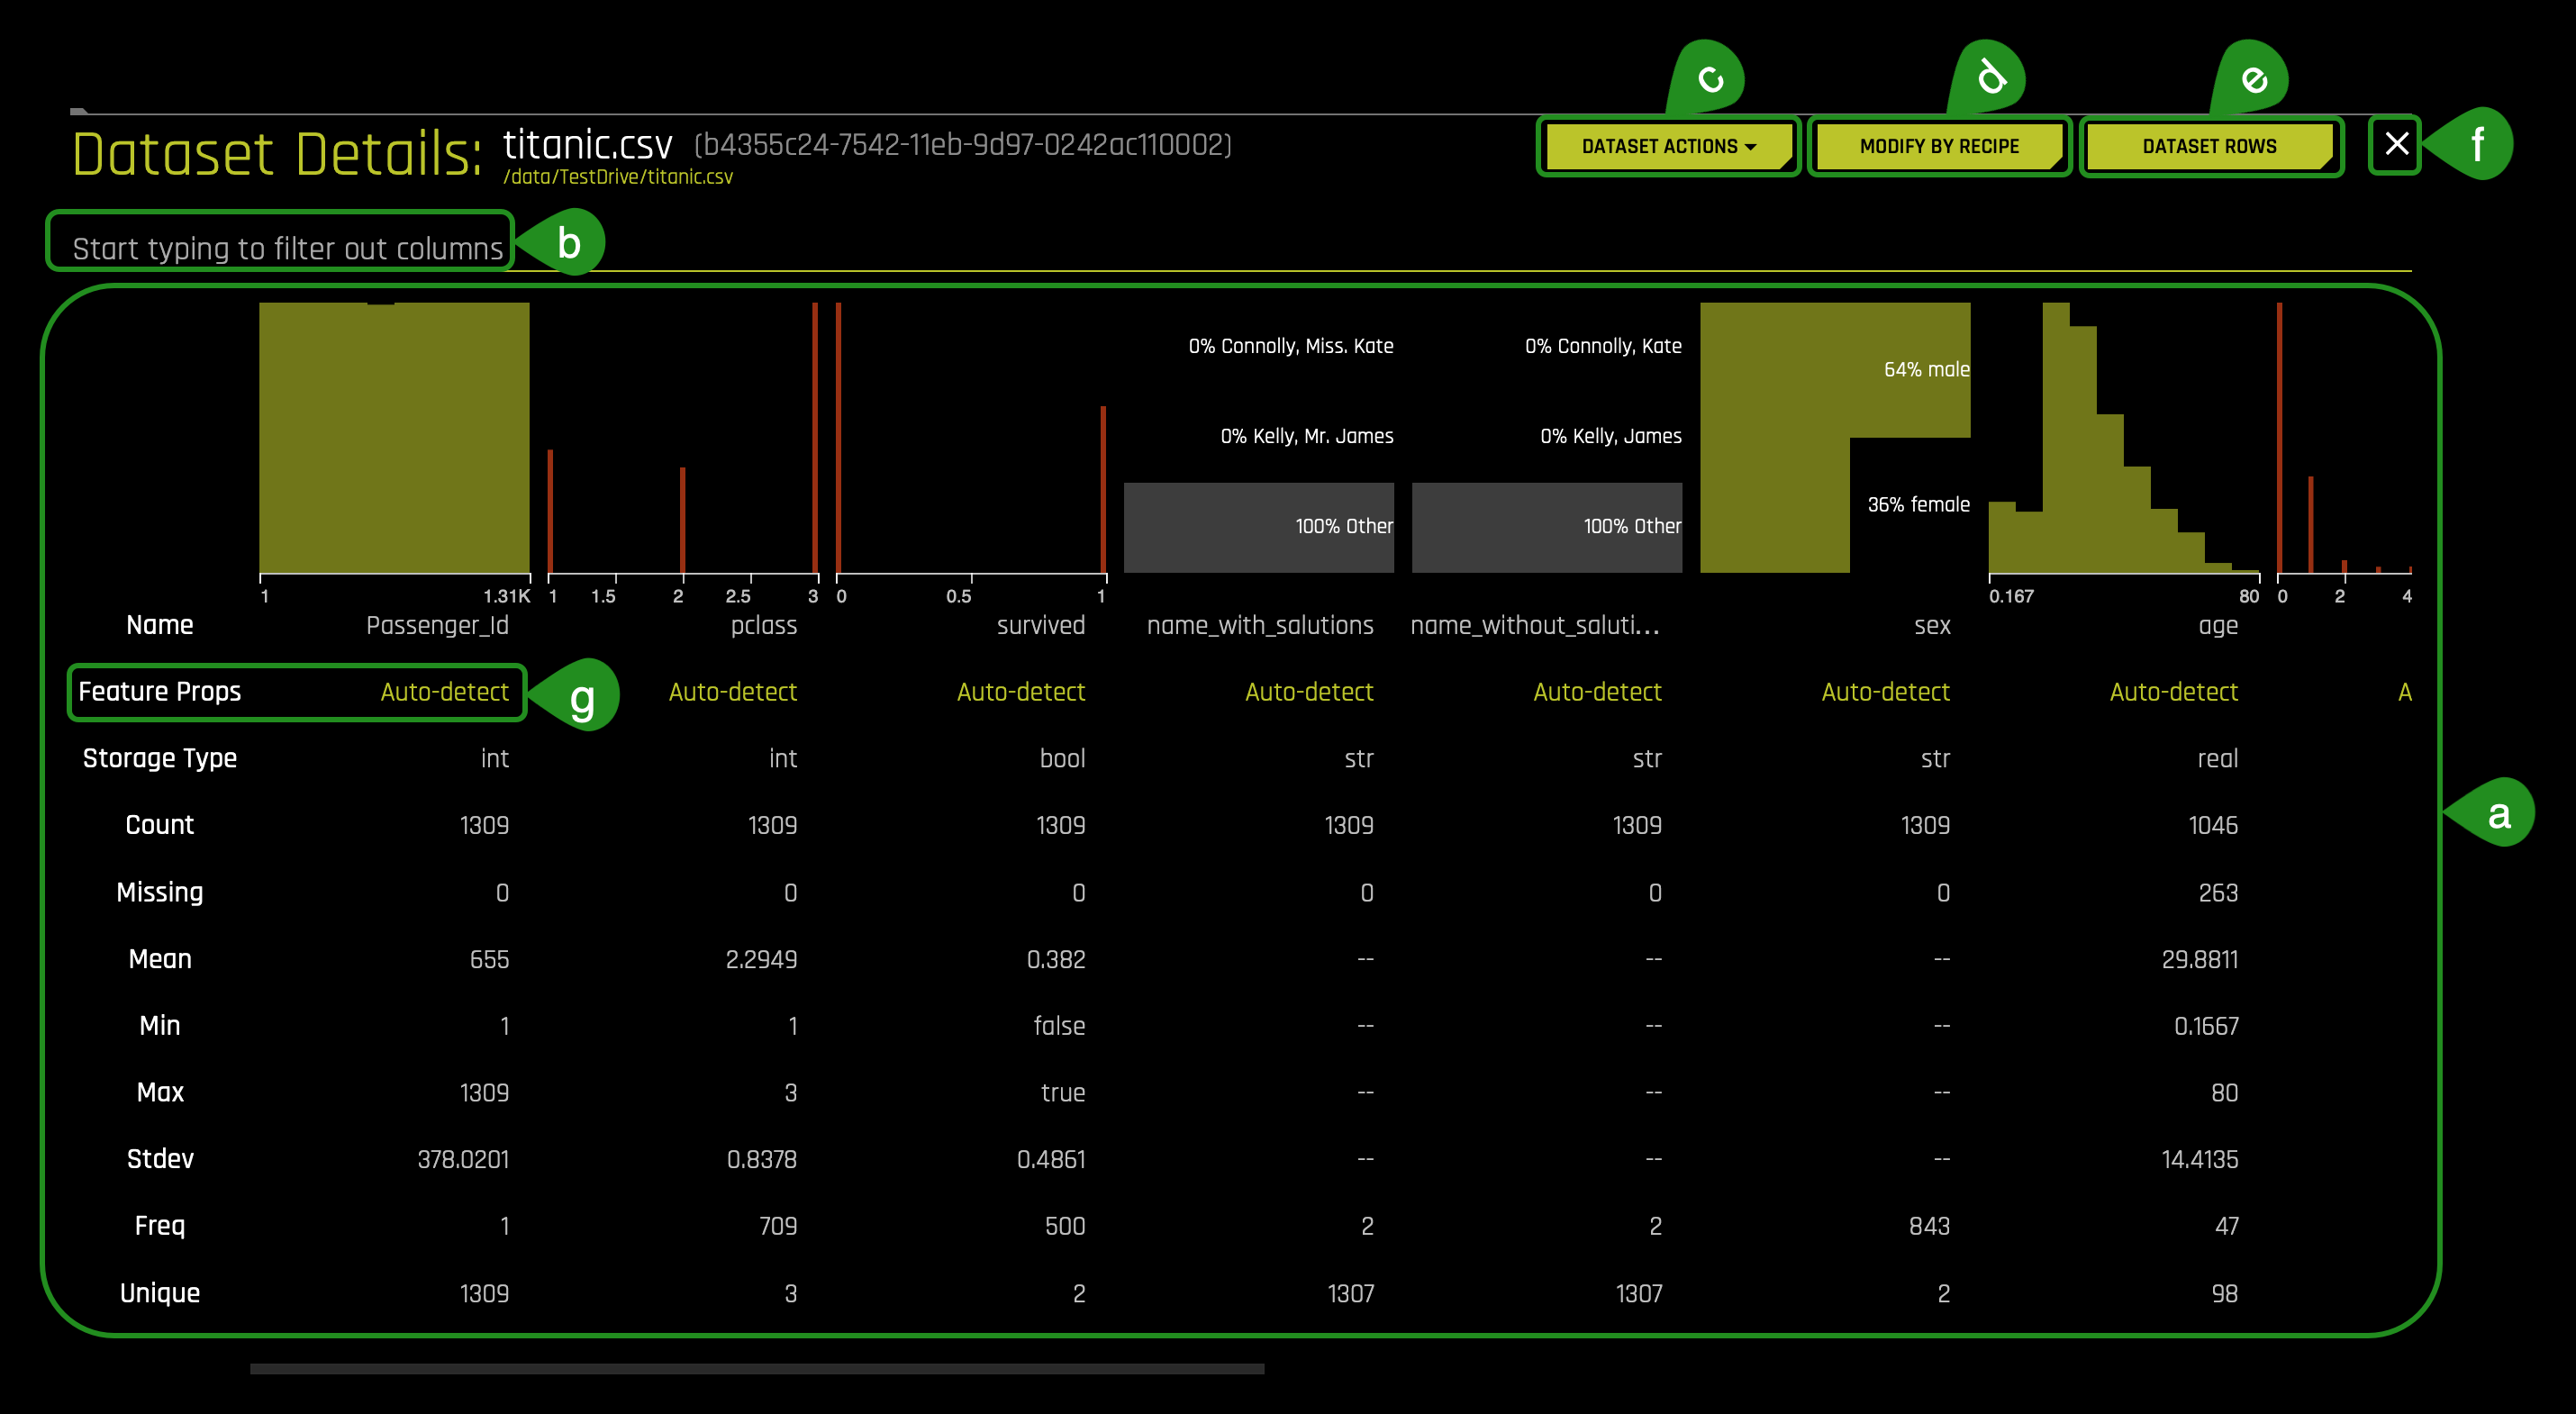 c d e
Dataset Details: titanic.csv (b4355c24-7542-11eb-9d97-0242ac110002) DATASET ACTIONS MODIFY BY RECIPE DATASET ROWS f
/data/TestDrive/titanic.csv
Start typing to filter out columns b
0% Connolly, Miss. Kate 0% Connolly, Kate 64% male
0% Kelly, Mr. James 0% Kelly, James
100% Other 100% Other 36% female
1 1.31K 1 1.5 2 2.5 3 0 0.5 1 0.167 80 0 2 4
Name Passenger_Id pclass survived name_with_salutions name_without_saluti... sex age
Feature Props Auto-detect g Auto-detect Auto-detect Auto-detect Auto-detect Auto-detect Auto-detect A
Storage Type int int bool str str str real
a
Count 1309 1309 1309 1309 1309 1309 1046
Missing 0 0 0 0 0 0 263
Mean 655 2.2949 0.382 -- -- -- 29.8811
Min 1 1 false -- -- -- 0.1667
Max 1309 3 true -- -- -- 80
Stdev 378.0201 0.8378 0.4861 -- -- -- 14.4135
Freq 1 709 500 2 2 843 47
Unique 1309 3 2 1307 1307 2 98